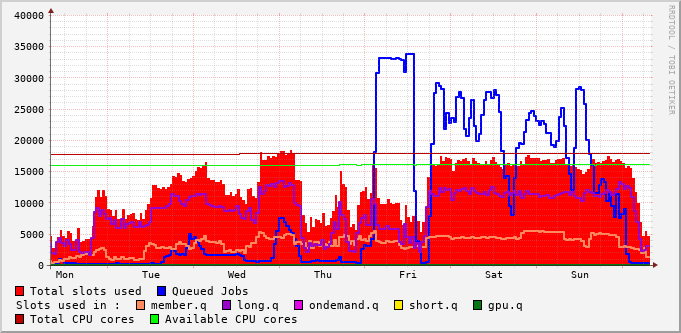 RRDTOOL / TOBI OETIKER
40000
35000
30000
25000
20000
15000
10000
5000
0
Mon Tue Wed Thu Fri Sat Sun
Total slots used Queued Jobs
Slots used in : member.q long.q ondemand.q short.q gpu.q
Total CPU cores Available CPU cores